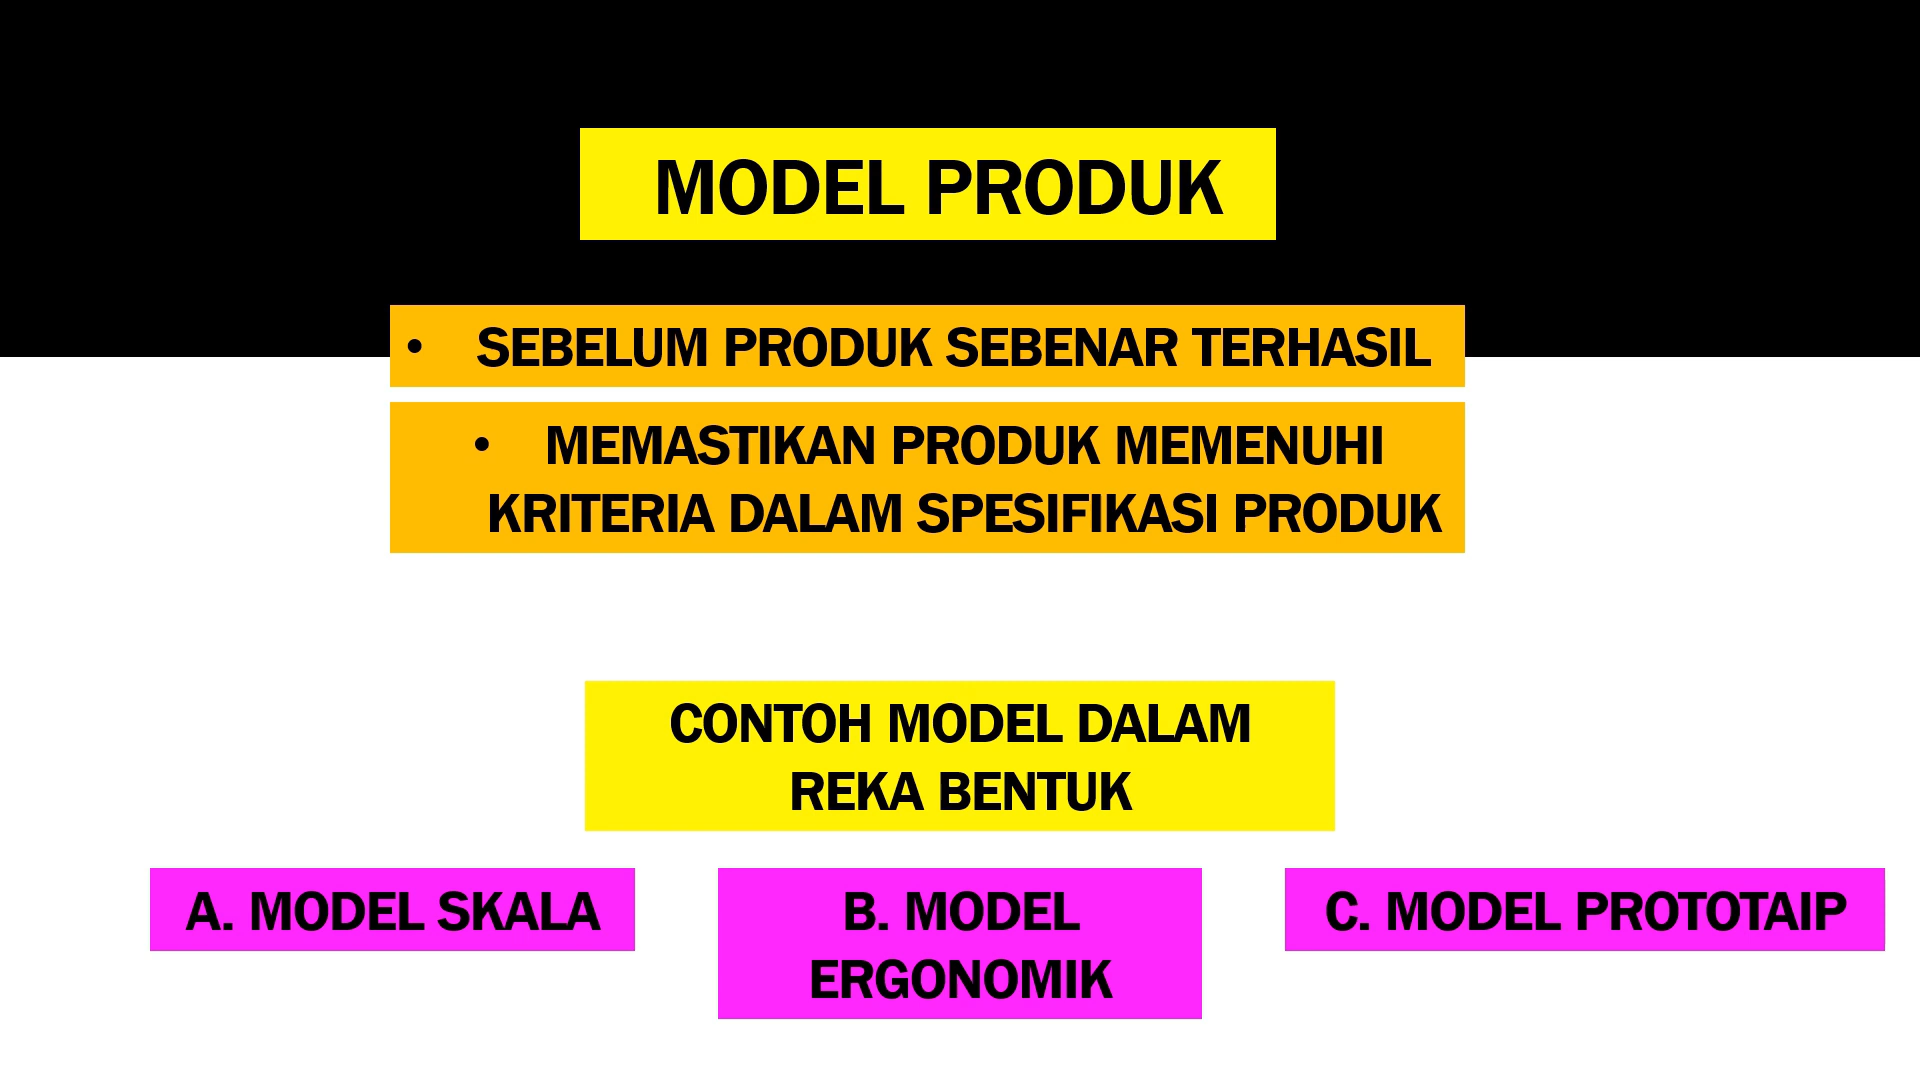 MODEL PRODUK
• SEBELUM PRODUK SEBENAR TERHASIL
• MEMASTIKAN PRODUK MEMENUHI
KRITERIA DALAM SPESIFIKASI PRODUK
CONTOH MODEL DALAM
REKA BENTUK
A. MODEL SKALA
B. MODEL
ERGONOMIK
C. MODEL PROTOTAIP